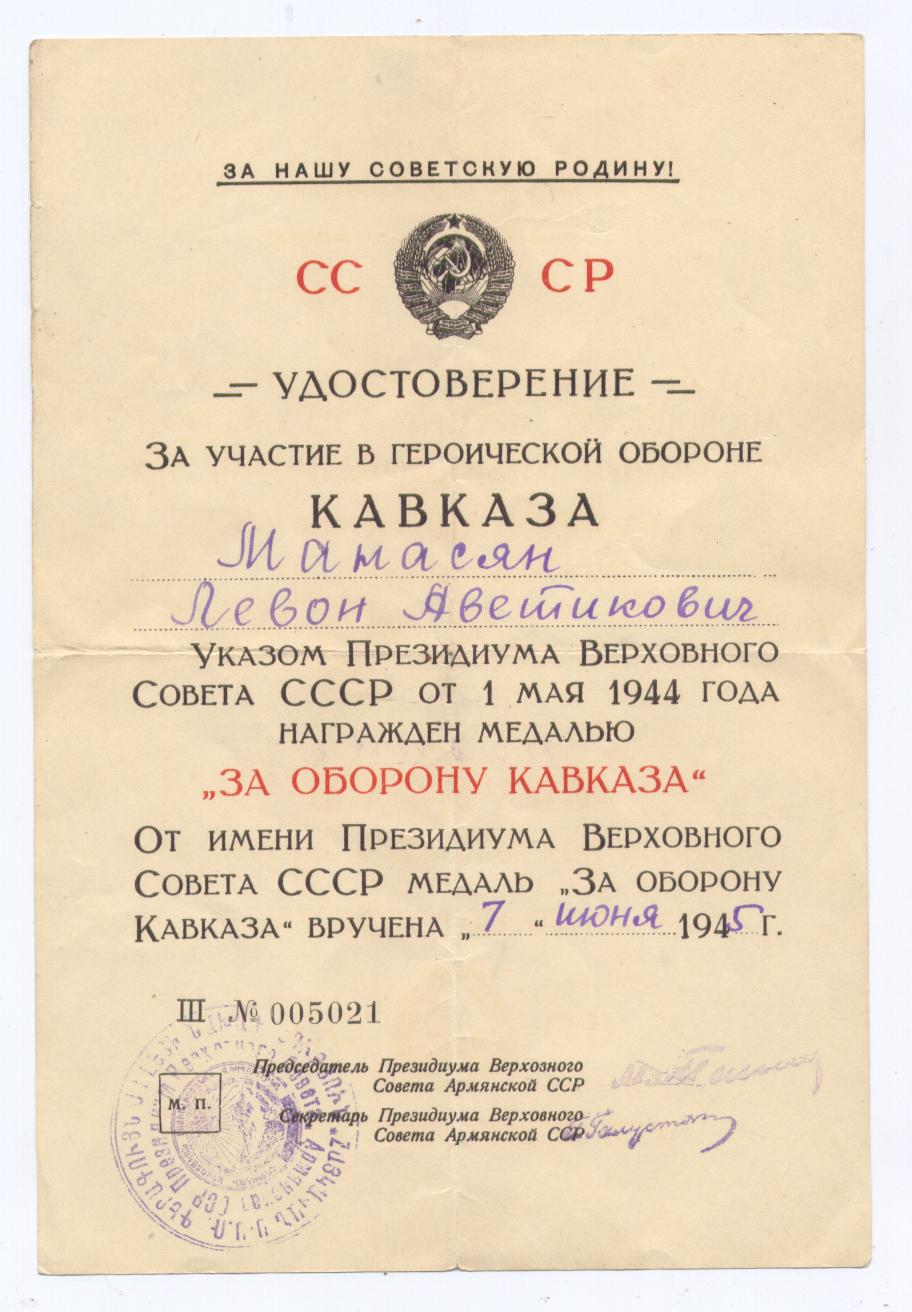 ЗА НАШУ СОВЕТСКУЮ РОДИНУ!
СС СР
УДОСТОВЕРЕНИЕ
ЗА УЧАСТИЕ В ГЕРОИЧЕСКОЙ ОБОРОНЕ
КАВКАЗА
Мамасян
Левон Аветикович
УКАЗОМ ПРЕЗИДИУМА ВЕРХОВНОГО
СОВЕТА СССР ОТ 1 МАЯ 1944 ГОДА
НАГРАЖДЕН МЕДАЛЬЮ
„ЗА ОБОРОНУ КАВКАЗА“
ОТ ИМЕНИ ПРЕЗИДИУМА ВЕРХОВНОГО
СОВЕТА СССР МЕДАЛЬ „ЗА ОБОРОНУ
КАВКАЗА“ ВРУЧЕНА „7“ июня 1945 Г.
III № 005021
Председатель Президиума Верхозного
Совета Армянской ССР
М. П.
Секретарь Президиума Верховного
Совета Армянской ССР